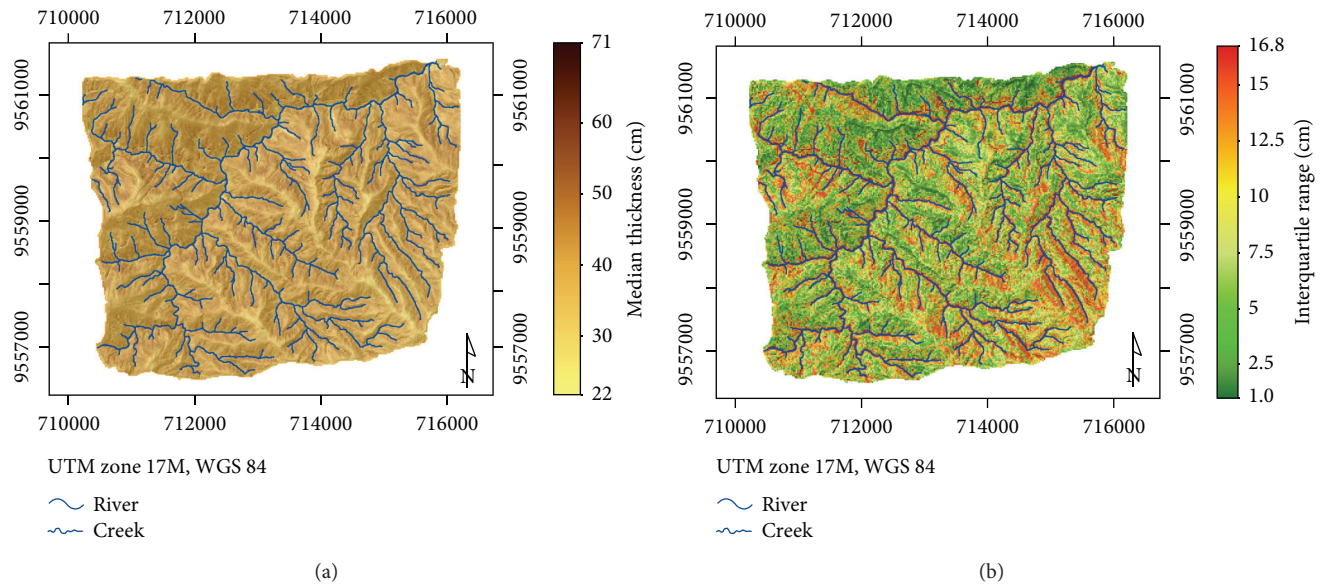 710000 712000 714000 716000
9561000
9559000
9557000
9561000
9559000
9557000
710000 712000 714000 716000
71
60
50
40
30
22
Median thickness (cm)
N
UTM zone 17M, WGS 84
River
Creek
(a)
710000 712000 714000 716000
9561000
9559000
9557000
9561000
9559000
9557000
710000 712000 714000 716000
16.8
15
12.5
10
7.5
5
2.5
1.0
Interquartile range (cm)
N
UTM zone 17M, WGS 84
River
Creek
(b)